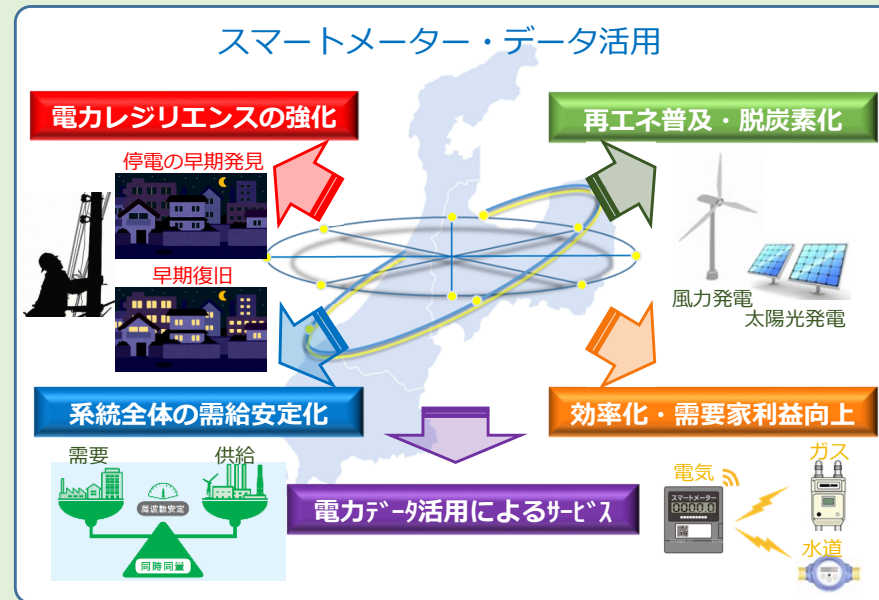 スマートメーター・データ活用
電力レジリエンスの強化
再エネ普及・脱炭素化
停電の早期発見
早期復旧
風力発電
太陽光発電
系統全体の需給安定化
効率化・需要家利益向上
需要
供給
周波数安定
同時同量
電力ﾃﾞｰﾀ活用によるｻｰﾋﾞｽ
電気
スマートメーター
00000
ガス
水道